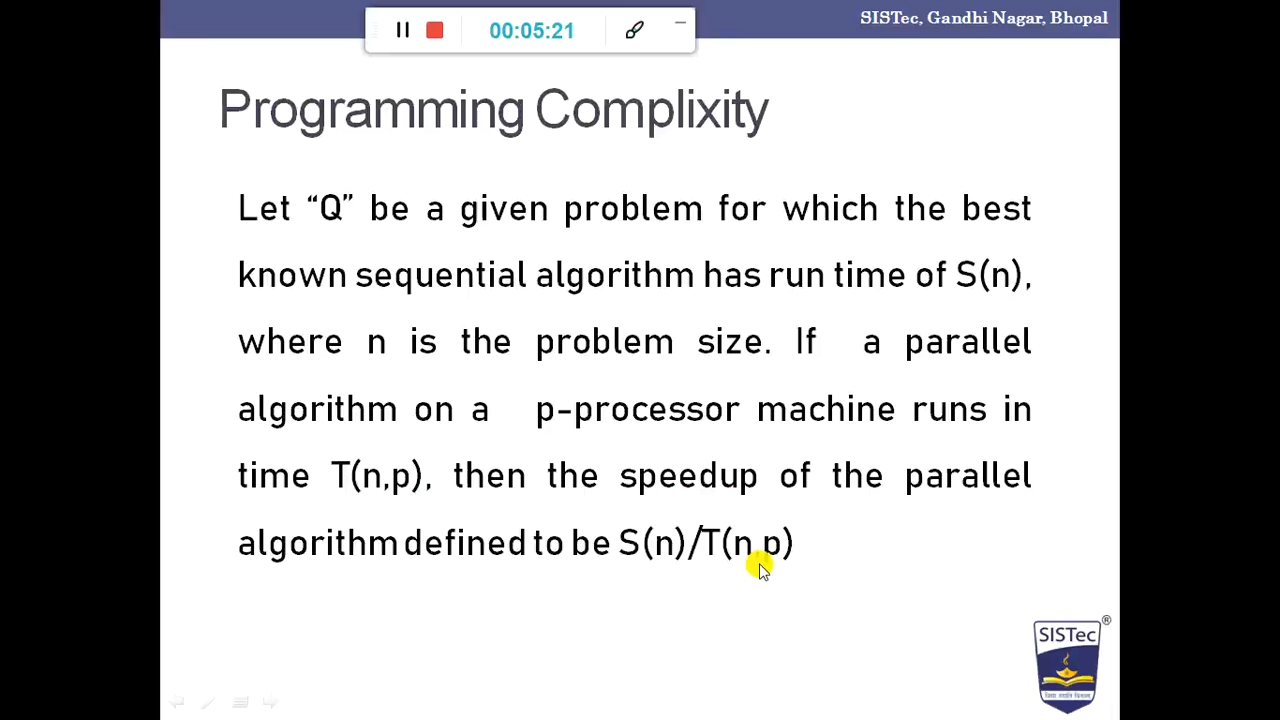 SISTec, Gandhi Nagar, Bhopal
00:05:21
Programming Complixity
Let “Q” be a given problem for which the best
known sequential algorithm has run time of S(n),
where n is the problem size. If a parallel
algorithm on a p-processor machine runs in
time T(n,p), then the speedup of the parallel
algorithm defined to be S(n)/T(n,p)
SISTec
®